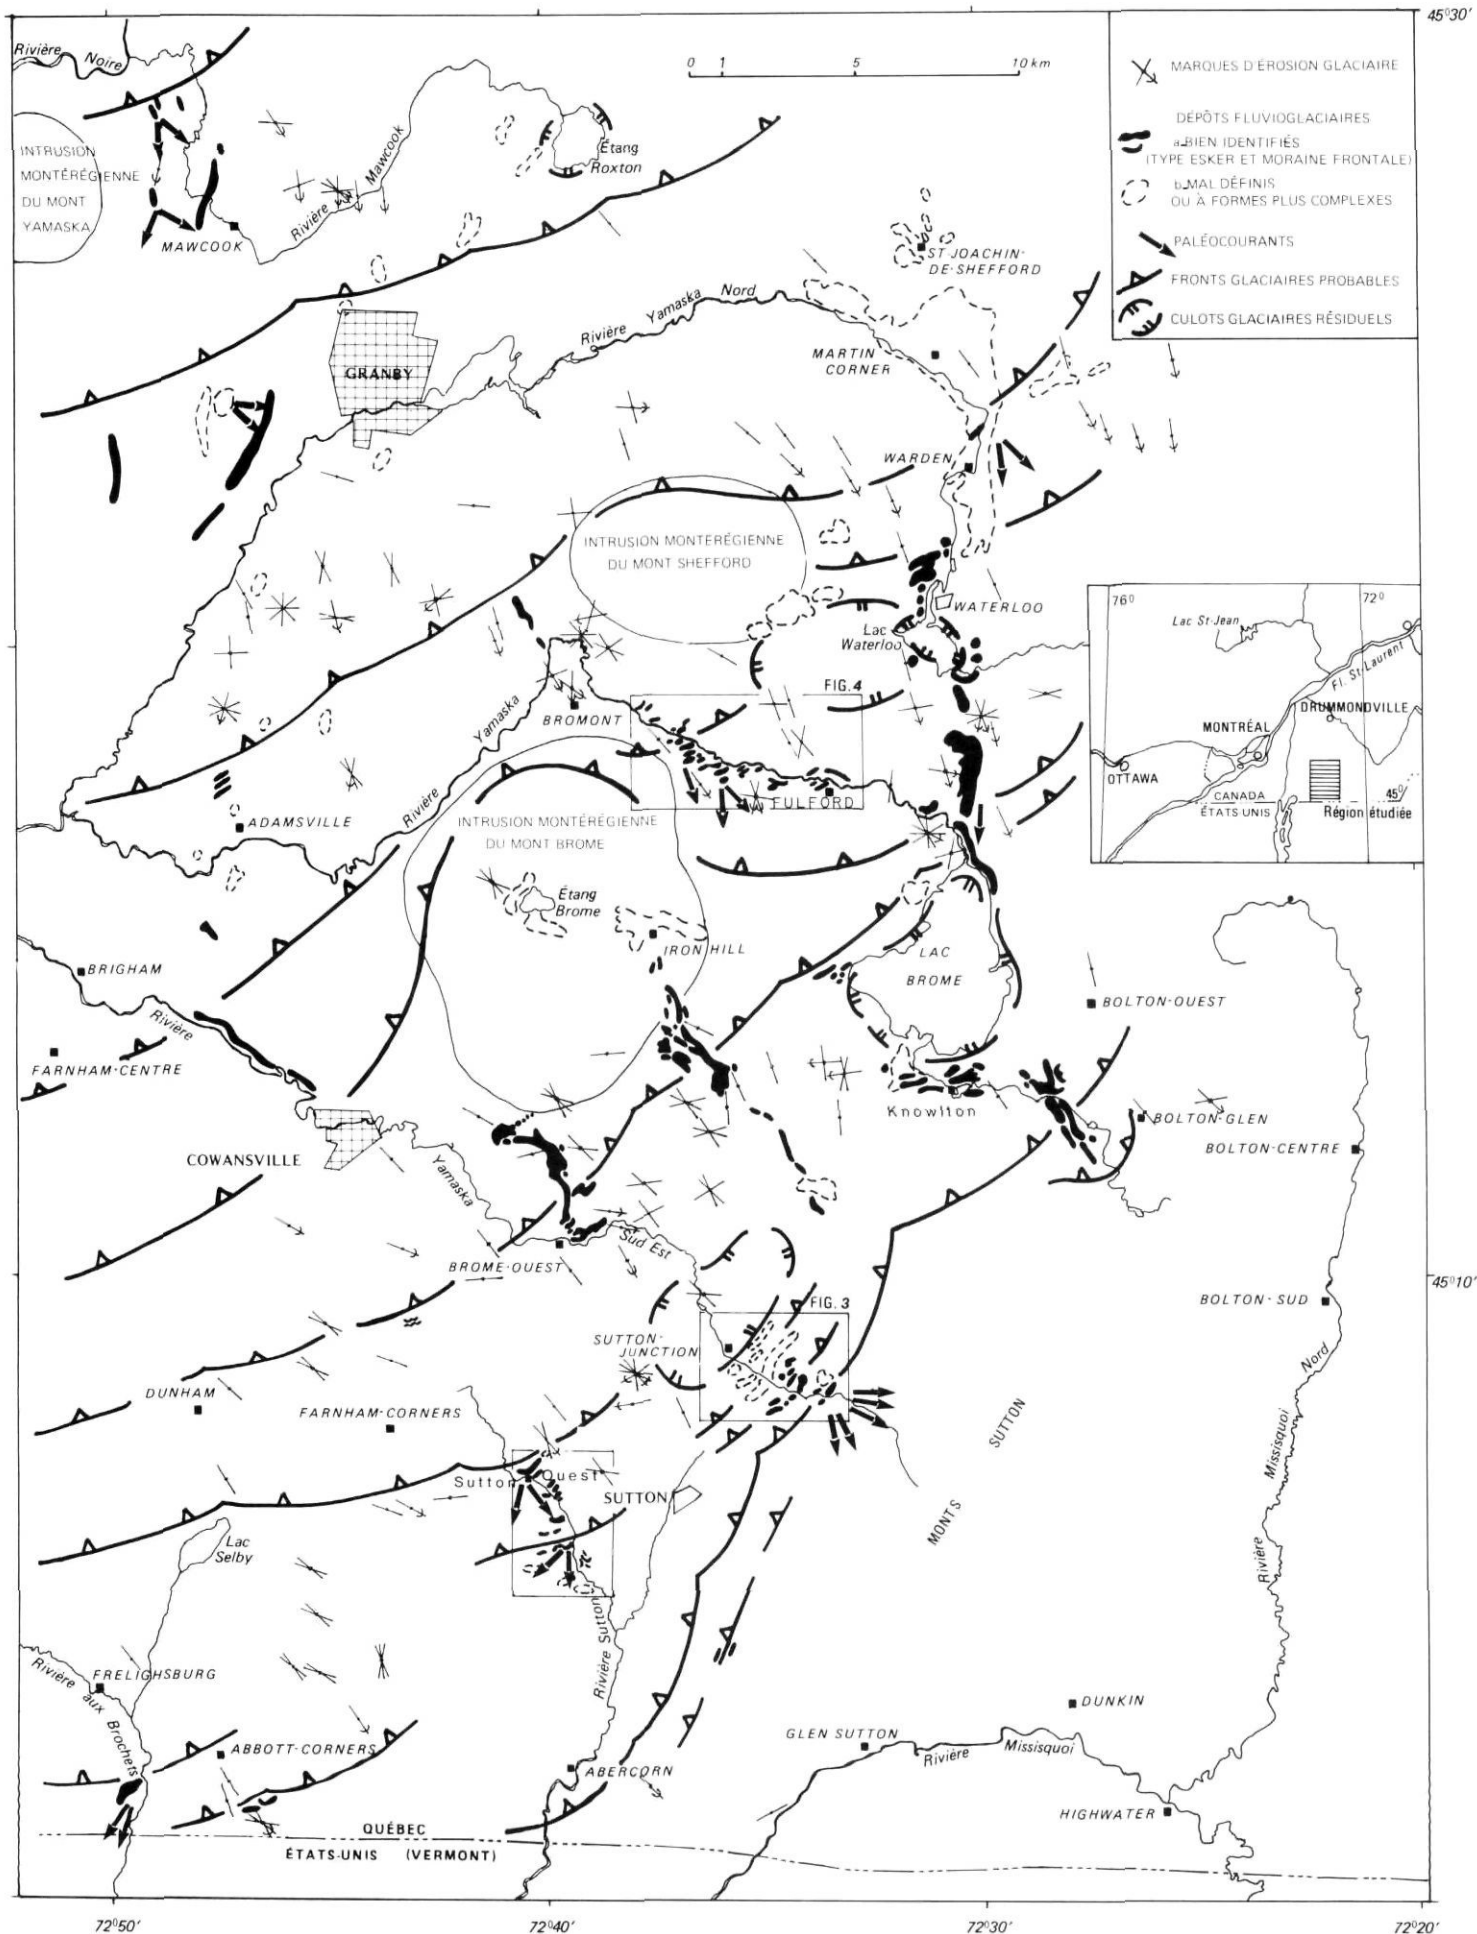 45°30'
Rivière Noire
0 1 5 10 km
MARQUES D'ÉROSION GLACIAIRE
DÉPÔTS FLUVIOGLACIAIRES
a_BIEN IDENTIFIÉS
(TYPE ESKER ET MORAINE FRONTALE)
b_MAL DÉFINIS
OU À FORMES PLUS COMPLEXES
PALÉOCOURANTS
FRONTS GLACIAIRES PROBABLES
CULOTS GLACIAIRES RÉSIDUELS
INTRUSION
MONTÉRÉGIENNE
DU MONT
YAMASKA
MAWCOOK
Rivière Mawcook
Étang
Roxton
ST-JOACHIN-
DE-SHEFFORD
Rivière Yamaska Nord
MARTIN
CORNER
GRANBY
WARDEN
INTRUSION MONTERÉGIENNE
DU MONT SHEFFORD
WATERLOO
Lac
Waterloo
76°
72°
Lac St-Jean
Fl. St-Laurent
DRUMMONDVILLE
MONTRÉAL
OTTAWA
CANADA
ÉTATS-UNIS
45°
Région étudiée
FIG. 4
BROMONT
Rivière Yamaska
FULFORD
ADAMSVILLE
INTRUSION MONTÉRÉGIENNE
DU MONT BROME
Étang
Brome
IRON HILL
LAC
BROME
BRIGHAM
BOLTON-OUEST
Rivière
FARNHAM-CENTRE
Knowlton
BOLTON-GLEN
BOLTON-CENTRE
COWANSVILLE
Yamaska
Sud Est
BROME-OUEST
45°10'
BOLTON-SUD
FIG. 3
SUTTON-
JUNCTION
Nord
DUNHAM
FARNHAM-CORNERS
SUTTON
Missisquoi
Sutton Ouest
SUTTON
MONTS
Lac
Selby
Rivière
Rivière Sutton
FRELIGHSBURG
Rivière aux Brochets
DUNKIN
GLEN SUTTON
Rivière Missisquoi
ABBOTT-CORNERS
ABERCORN
HIGHWATER
QUÉBEC
ÉTATS-UNIS (VERMONT)
72°50'
72°40'
72°30'
72°20'